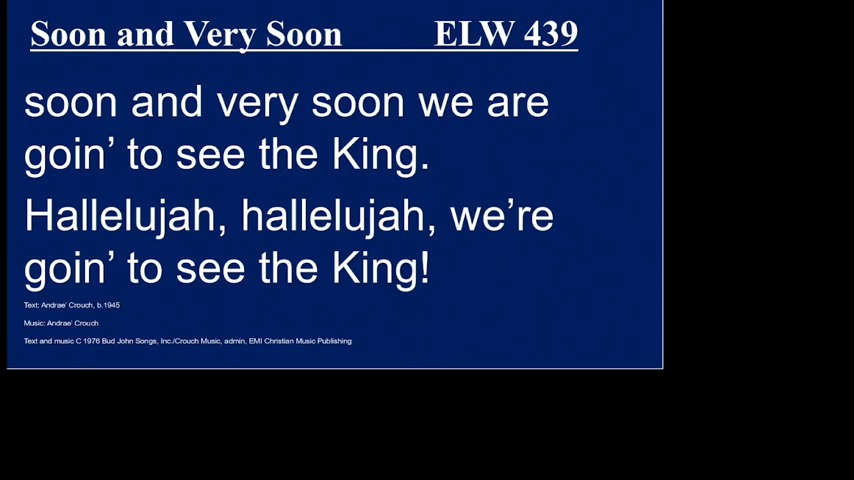 Soon and Very Soon ELW 439
soon and very soon we are
goin’ to see the King.
Hallelujah, hallelujah, we’re
goin’ to see the King!
Text: Andrae’ Crouch, b.1945
Music: Andrae’ Crouch
Text and music C 1976 Bud John Songs, Inc./Crouch Music, admin, EMI Christian Music Publishing